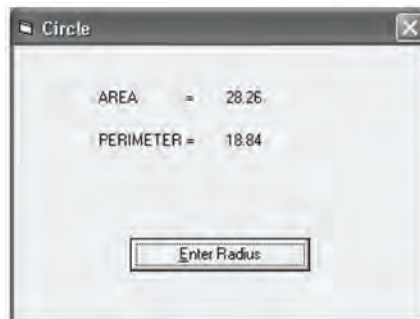 Circle
AREA = 28.26
PERIMETER = 18.84
Enter Radius